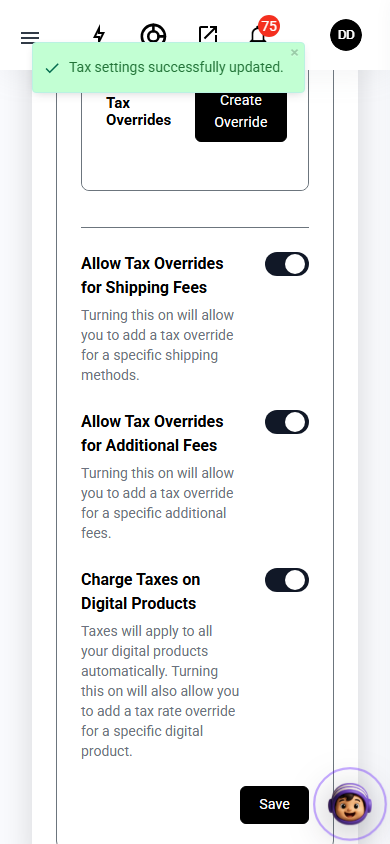 75
DD
Tax settings successfully updated.
×
Tax
Overrides
Create
Override
Allow Tax Overrides
for Shipping Fees
Turning this on will allow
you to add a tax override
for a specific shipping
methods.
Allow Tax Overrides
for Additional Fees
Turning this on will allow
you to add a tax override
for a specific additional
fees.
Charge Taxes on
Digital Products
Taxes will apply to all
your digital products
automatically. Turning
this on will also allow you
to add a tax rate override
for a specific digital
product.
Save